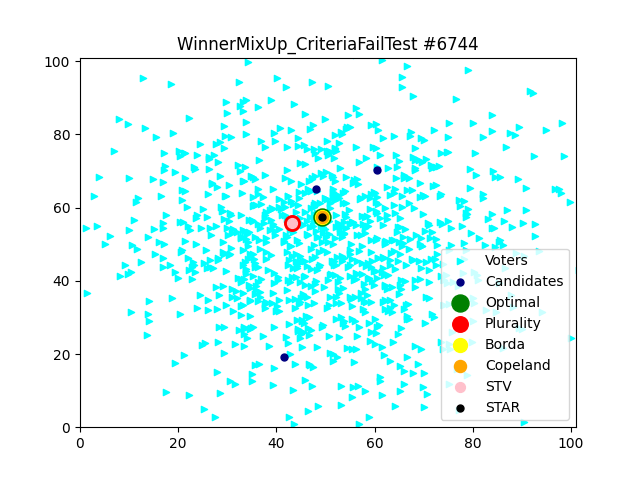 WinnerMixUp_CriteriaFailTest #6744
100
80
60
40
20
0
0 20 40 60 80 100
Voters
Candidates
Optimal
Plurality
Borda
Copeland
STV
STAR